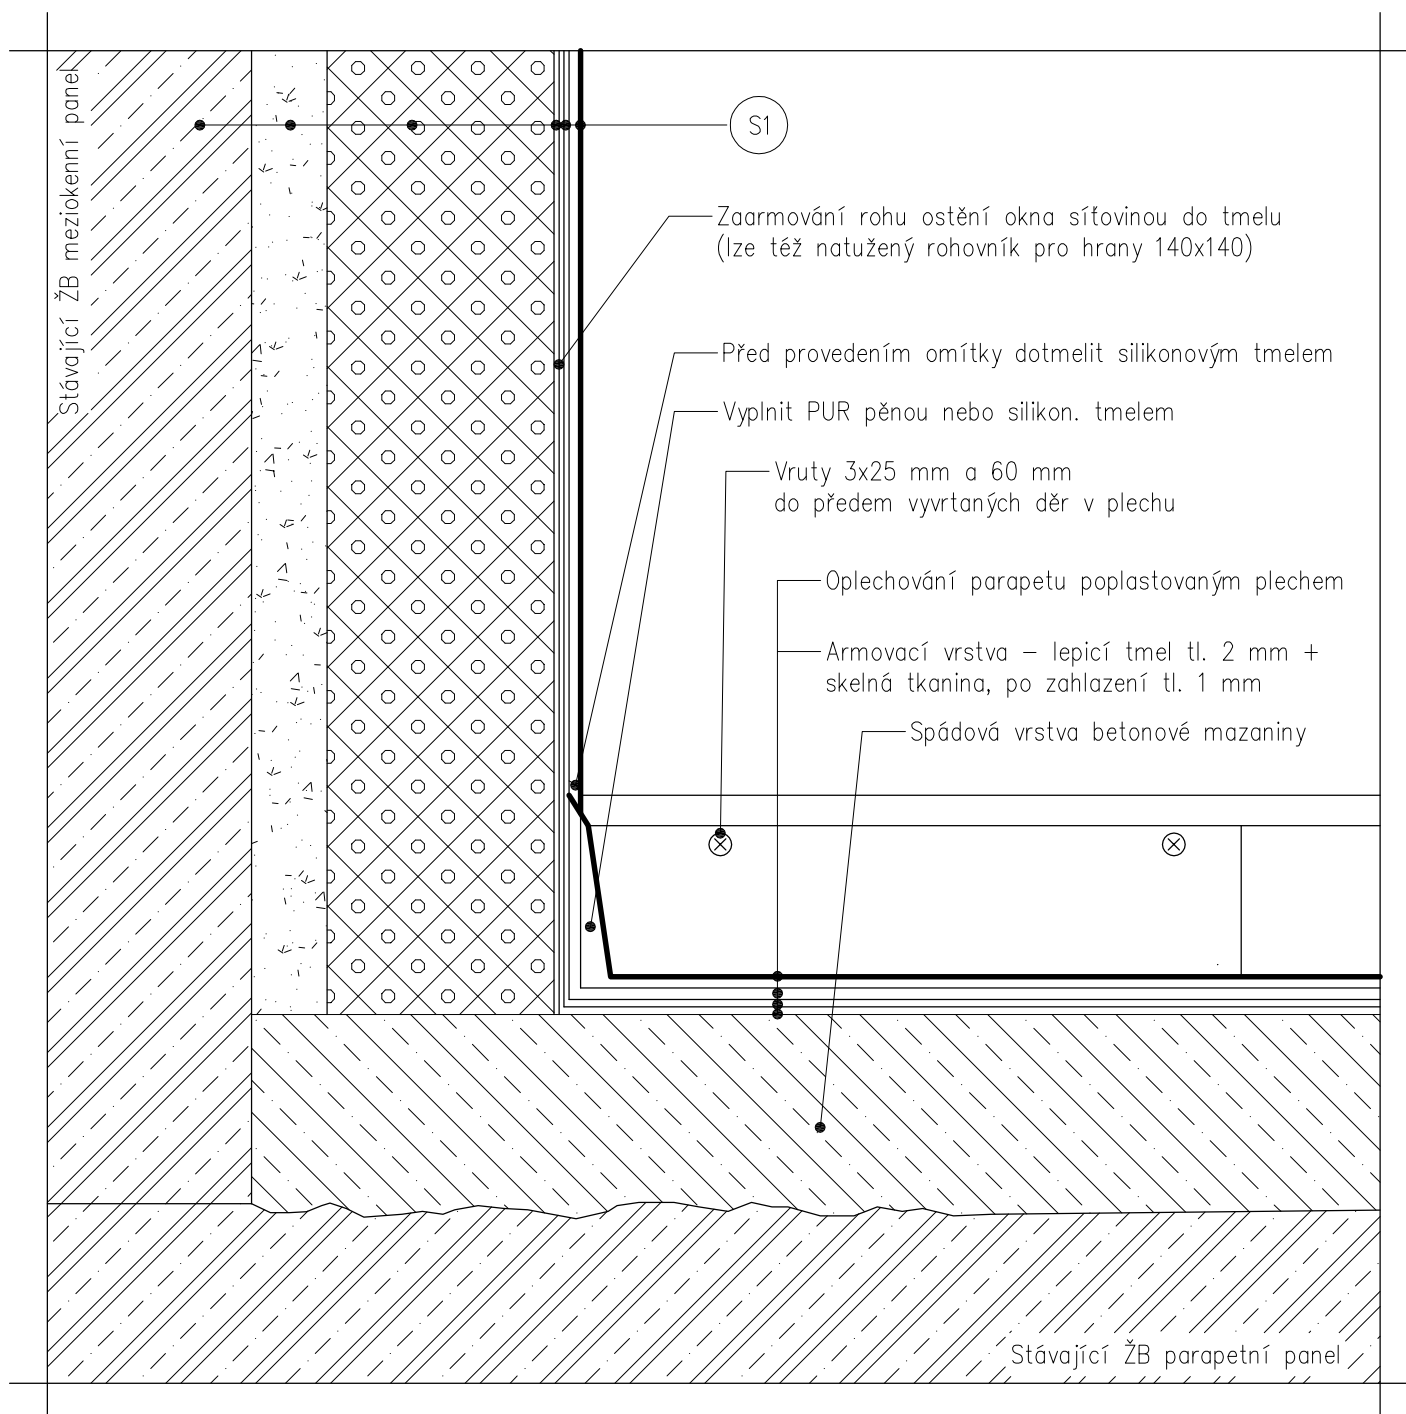 Stávající ŽB meziokenní panel
S1
Zaarmování rohu ostění okna síťovinou do tmelu
(lze též natužený rohovník pro hrany 140x140)
Před provedením omítky dotmelit silikonovým tmelem
Vyplnit PUR pěnou nebo silikon. tmelem
Vruty 3x25 mm a 60 mm
do předem vyvrtaných děr v plechu
Oplechování parapetu poplastovaným plechem
Armovací vrstva – lepicí tmel tl. 2 mm +
skelná tkanina, po zahlazení tl. 1 mm
Spádová vrstva betonové mazaniny
Stávající ŽB parapetní panel